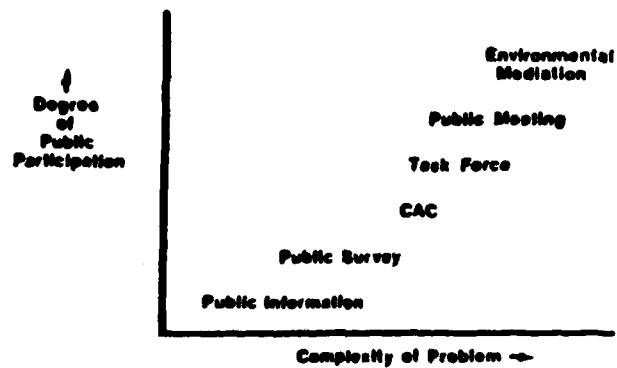 Environmental
Mediation
Degree
of
Public
Participation
Public Meeting
Task Force
CAC
Public Survey
Public Information
Complexity of Problem